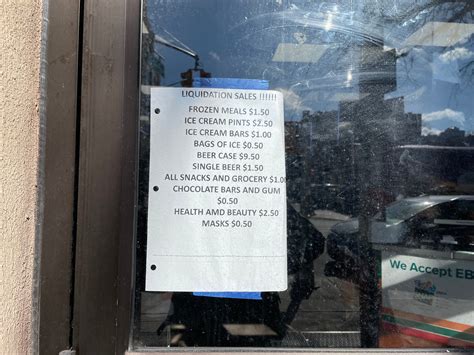 LIQUIDATION SALES !!!!!!
FROZEN MEALS $1.50
ICE CREAM PINTS $2.50
ICE CREAM BARS $1.00
BAGS OF ICE $0.50
BEER CASE $9.50
SINGLE BEER $1.50
ALL SNACKS AND GROCERY $1.00
CHOCOLATE BARS AND GUM
$0.50
HEALTH AMD BEAUTY $2.50
MASKS $0.50
We Accept EB